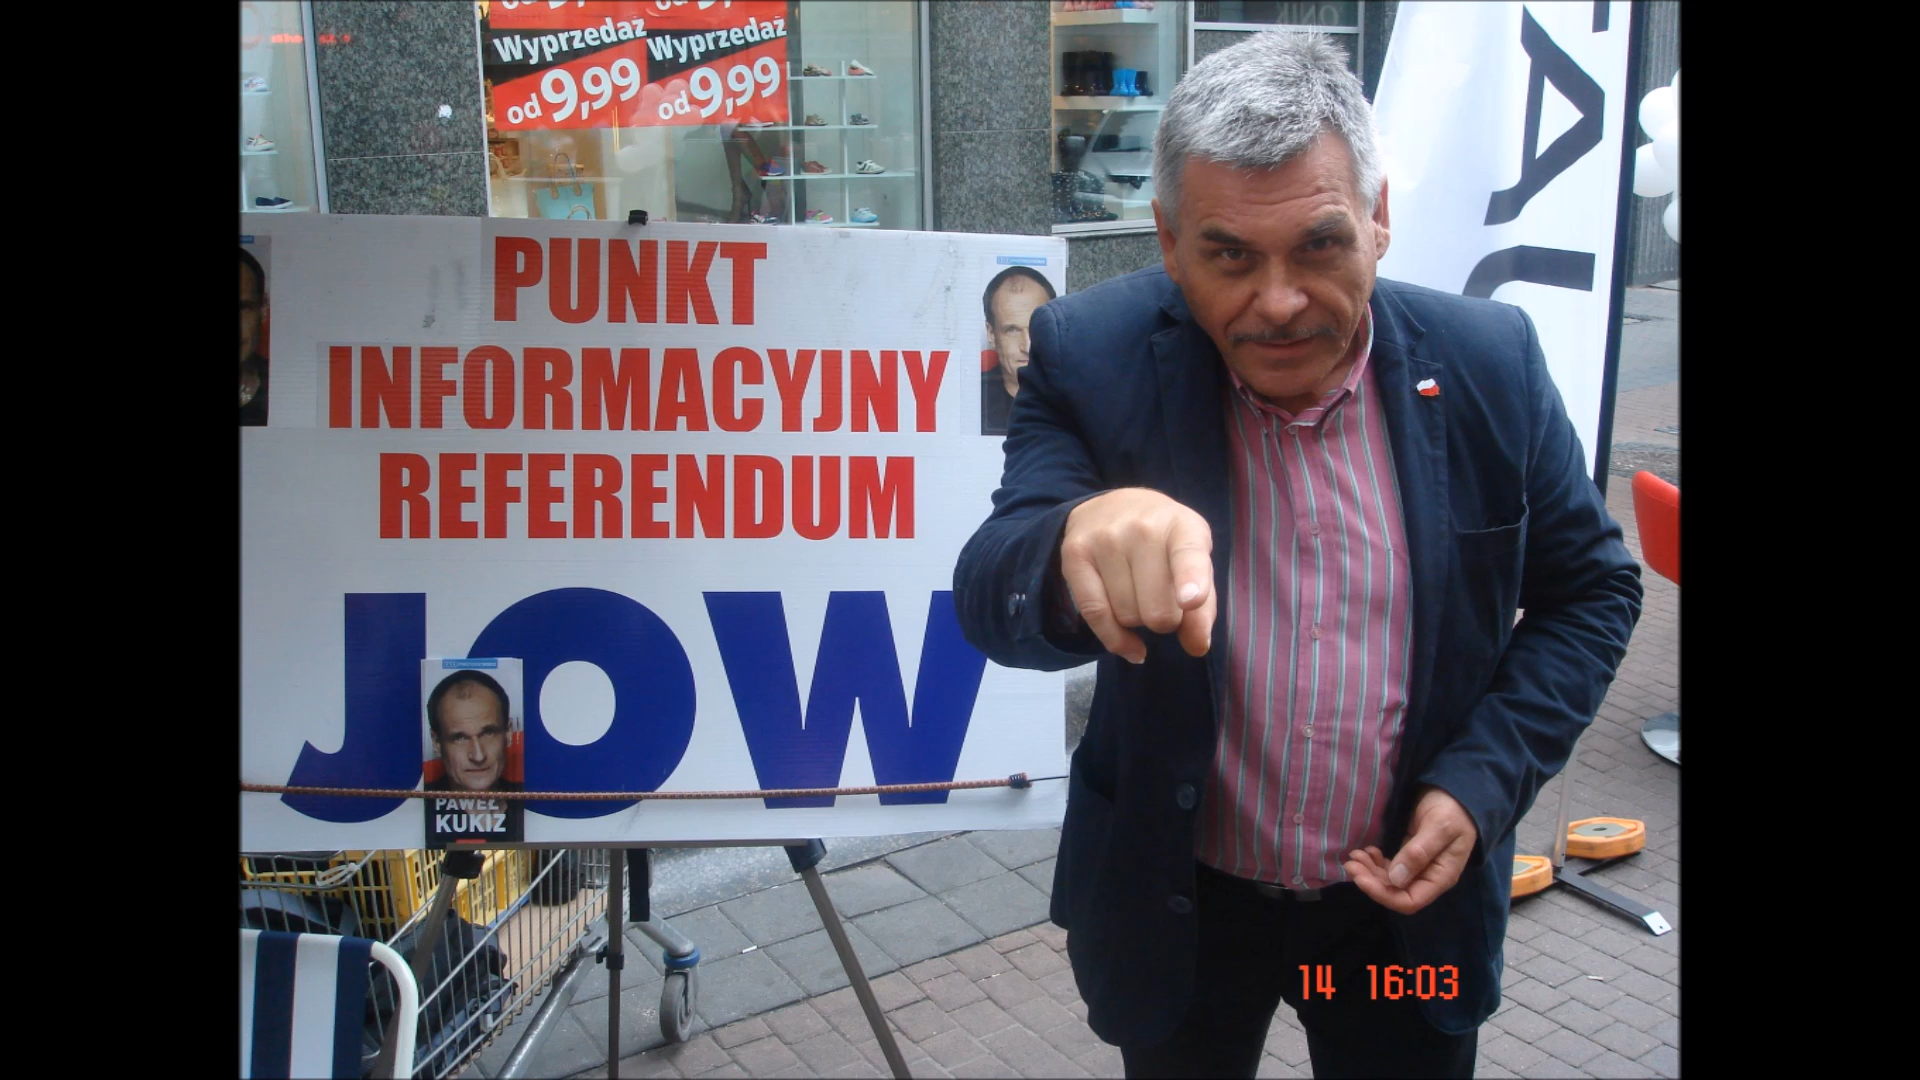 Wyprzedaż Wyprzedaż
od 9,99 od 9,99
PUNKT
INFORMACYJNY
REFERENDUM
JOW
PAWEŁ
KUKIZ
14 16:03